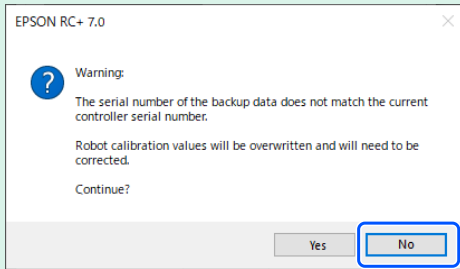 EPSON RC+ 7.0
Warning:
The serial number of the backup data does not match the current
controller serial number.
Robot calibration values will be overwritten and will need to be
corrected.
Continue?
Yes
No